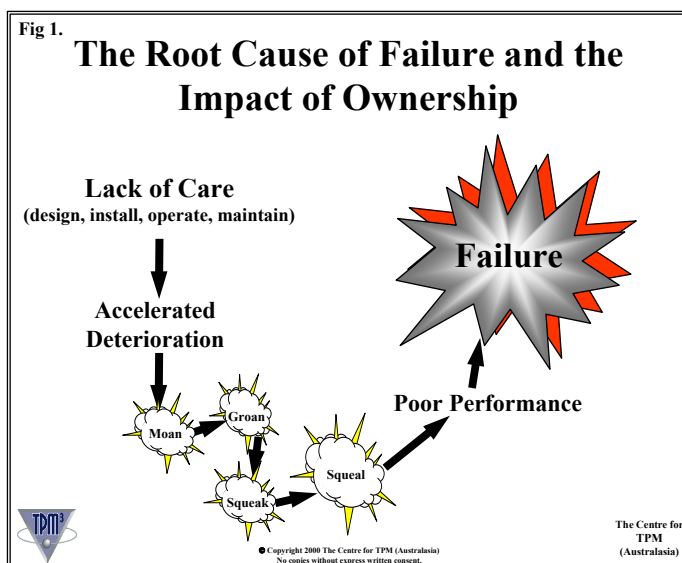 Fig 1.
The Root Cause of Failure and the
Impact of Ownership
Lack of Care
(design, install, operate, maintain)
Accelerated
Deterioration
Moan
Groan
Squeak
Squeal
Poor Performance
Failure
TPM3
© Copyright 2000 The Centre for TPM (Australasia)
No copies without express written consent.
The Centre for
TPM
(Australasia)